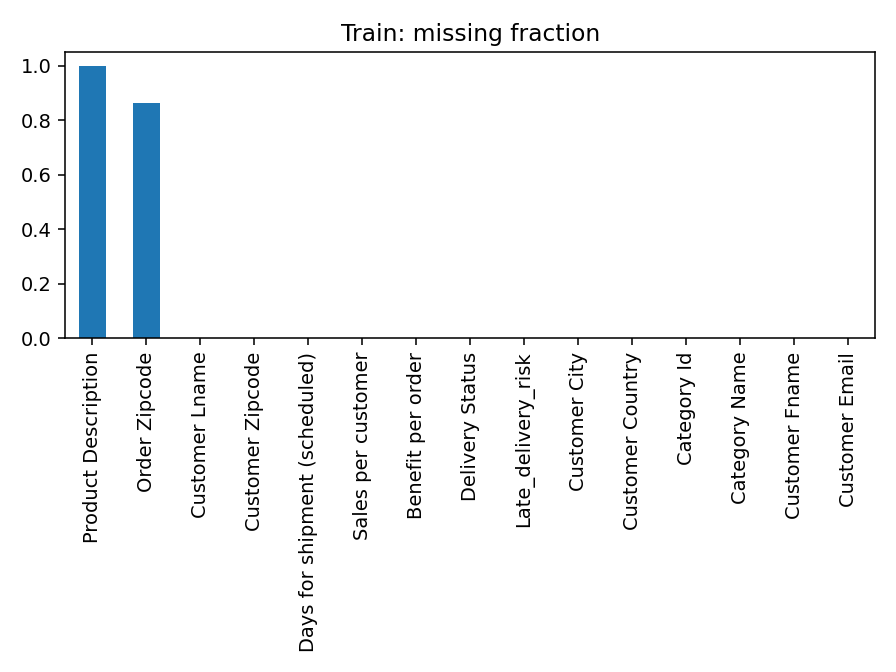 Train: missing fraction
1.0
0.8
0.6
0.4
0.2
0.0
Product Description
Order Zipcode
Customer Lname
Customer Zipcode
Days for shipment (scheduled)
Sales per customer
Benefit per order
Delivery Status
Late_delivery_risk
Customer City
Customer Country
Category Id
Category Name
Customer Fname
Customer Email